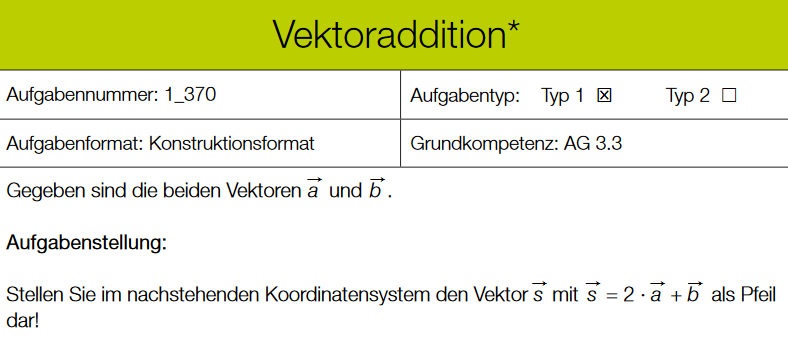 Vektoraddition*
Aufgabennummer: 1_370
Aufgabentyp: Typ 1 ☒ Typ 2 ☐
Aufgabenformat: Konstruktionsformat
Grundkompetenz: AG 3.3
Gegeben sind die beiden Vektoren a⃗ und b⃗.
Aufgabenstellung:
Stellen Sie im nachstehenden Koordinatensystem den Vektor s⃗ mit s⃗ = 2 · a⃗ + b⃗ als Pfeil
dar!